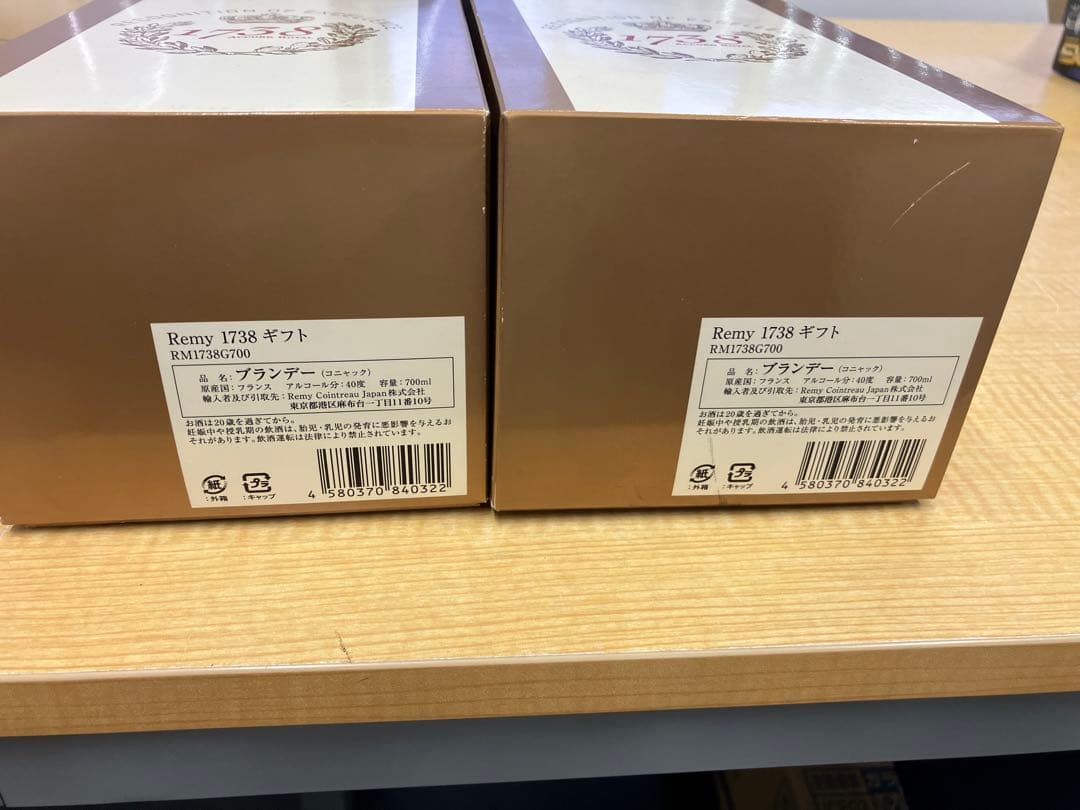 1738
ACCORD ROYAL
1738
ACCORD ROYAL
Remy 1738 ギフト
RM1738G700
品 名：ブランデー（コニャック）
原産国：フランス アルコール分：40度 容量：700ml
輸入者及び引取先：Remy Cointreau Japan株式会社
東京都港区麻布台一丁目11番10号
お酒は20歳を過ぎてから。
妊娠中や授乳期の飲酒は、胎児・乳児の発育に悪影響を与えるお
それがあります。飲酒運転は法律により禁止されています。
紙
：外箱
プラ
：キャップ
4 580370 840322
Remy 1738 ギフト
RM1738G700
品 名：ブランデー（コニャック）
原産国：フランス アルコール分：40度 容量：700ml
輸入者及び引取先：Remy Cointreau Japan株式会社
東京都港区麻布台一丁目11番10号
お酒は20歳を過ぎてから。
妊娠中や授乳期の飲酒は、胎児・乳児の発育に悪影響を与えるお
それがあります。飲酒運転は法律により禁止されています。
紙
：外箱
プラ
：キャップ
4 580370 840322